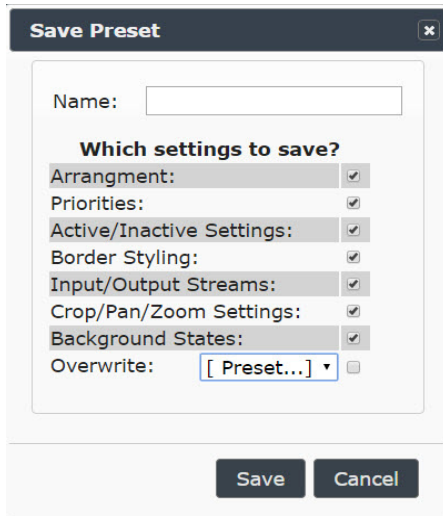 Save Preset
Name:
Which settings to save?
Arrangment:
Priorities:
Active/Inactive Settings:
Border Styling:
Input/Output Streams:
Crop/Pan/Zoom Settings:
Background States:
Overwrite: [ Preset...]
Save Cancel